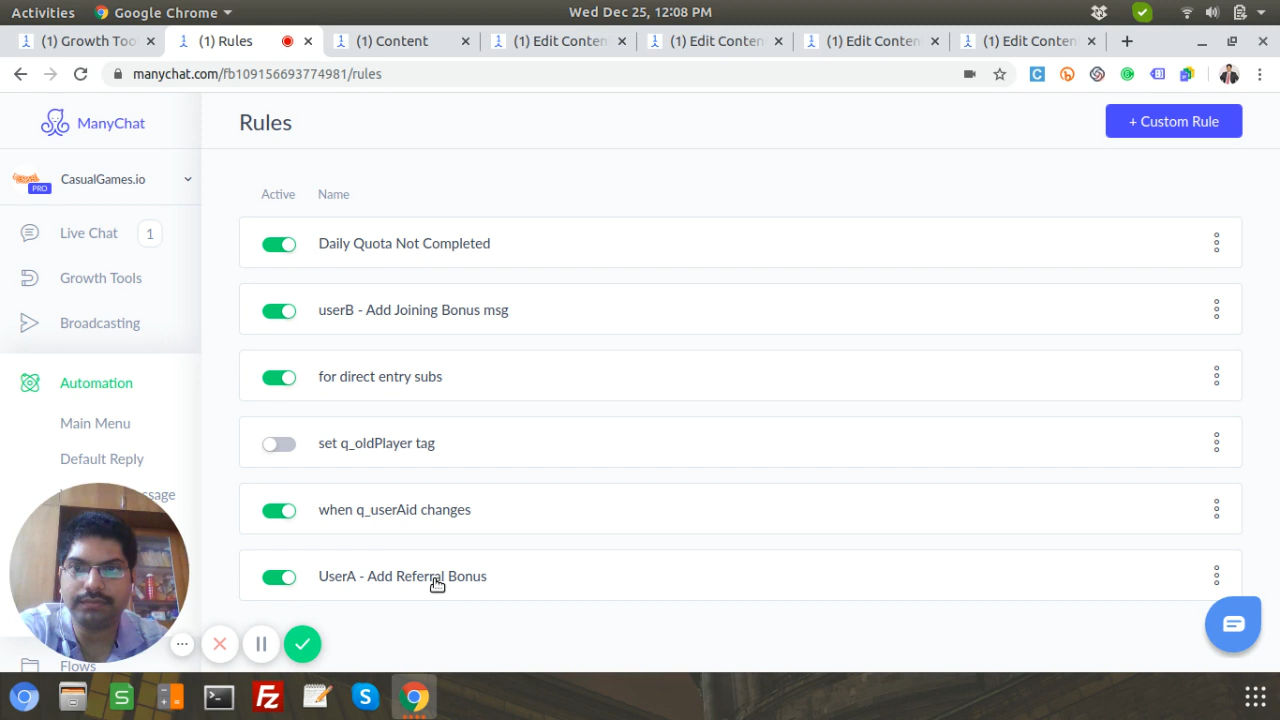 Activities Google Chrome Wed Dec 25, 12:08 PM
(1) Growth Too (1) Rules (1) Content (1) Edit Conten (1) Edit Conten (1) Edit Conten (1) Edit Conten
manychat.com/fb109156693774981/rules
ManyChat
Rules
+ Custom Rule
CasualGames.io
PRO
Live Chat 1
Growth Tools
Broadcasting
Automation
Main Menu
Default Reply
ssage
Flows
Active Name
Daily Quota Not Completed
userB - Add Joining Bonus msg
for direct entry subs
set q_oldPlayer tag
when q_userAid changes
UserA - Add Referral Bonus